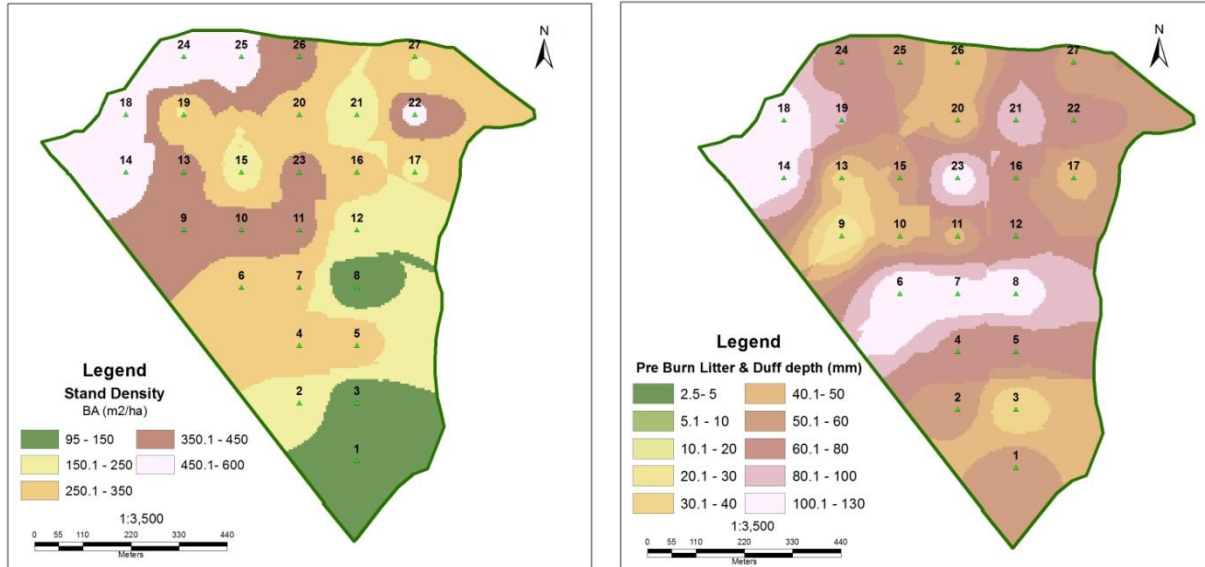 N
24 25 26 27
18 19 20 21 22
14 13 15 23 16 17
9 10 11 12
6 7 8
4 5
2 3
1
Legend
Stand Density
BA (m2/ha)
95 - 150
150.1 - 250
250.1 - 350
350.1 - 450
450.1- 600
1:3,500
0 55 110 220 330 440
Meters
N
24 25 26 27
18 19 20 21 22
14 13 15 23 16 17
9 10 11 12
6 7 8
4 5
2 3
1
Legend
Pre Burn Litter & Duff depth (mm)
2.5- 5
5.1 - 10
10.1 - 20
20.1 - 30
30.1 - 40
40.1- 50
50.1 - 60
60.1 - 80
80.1 - 100
100.1 - 130
1:3,500
0 55 110 220 330 440
Meters